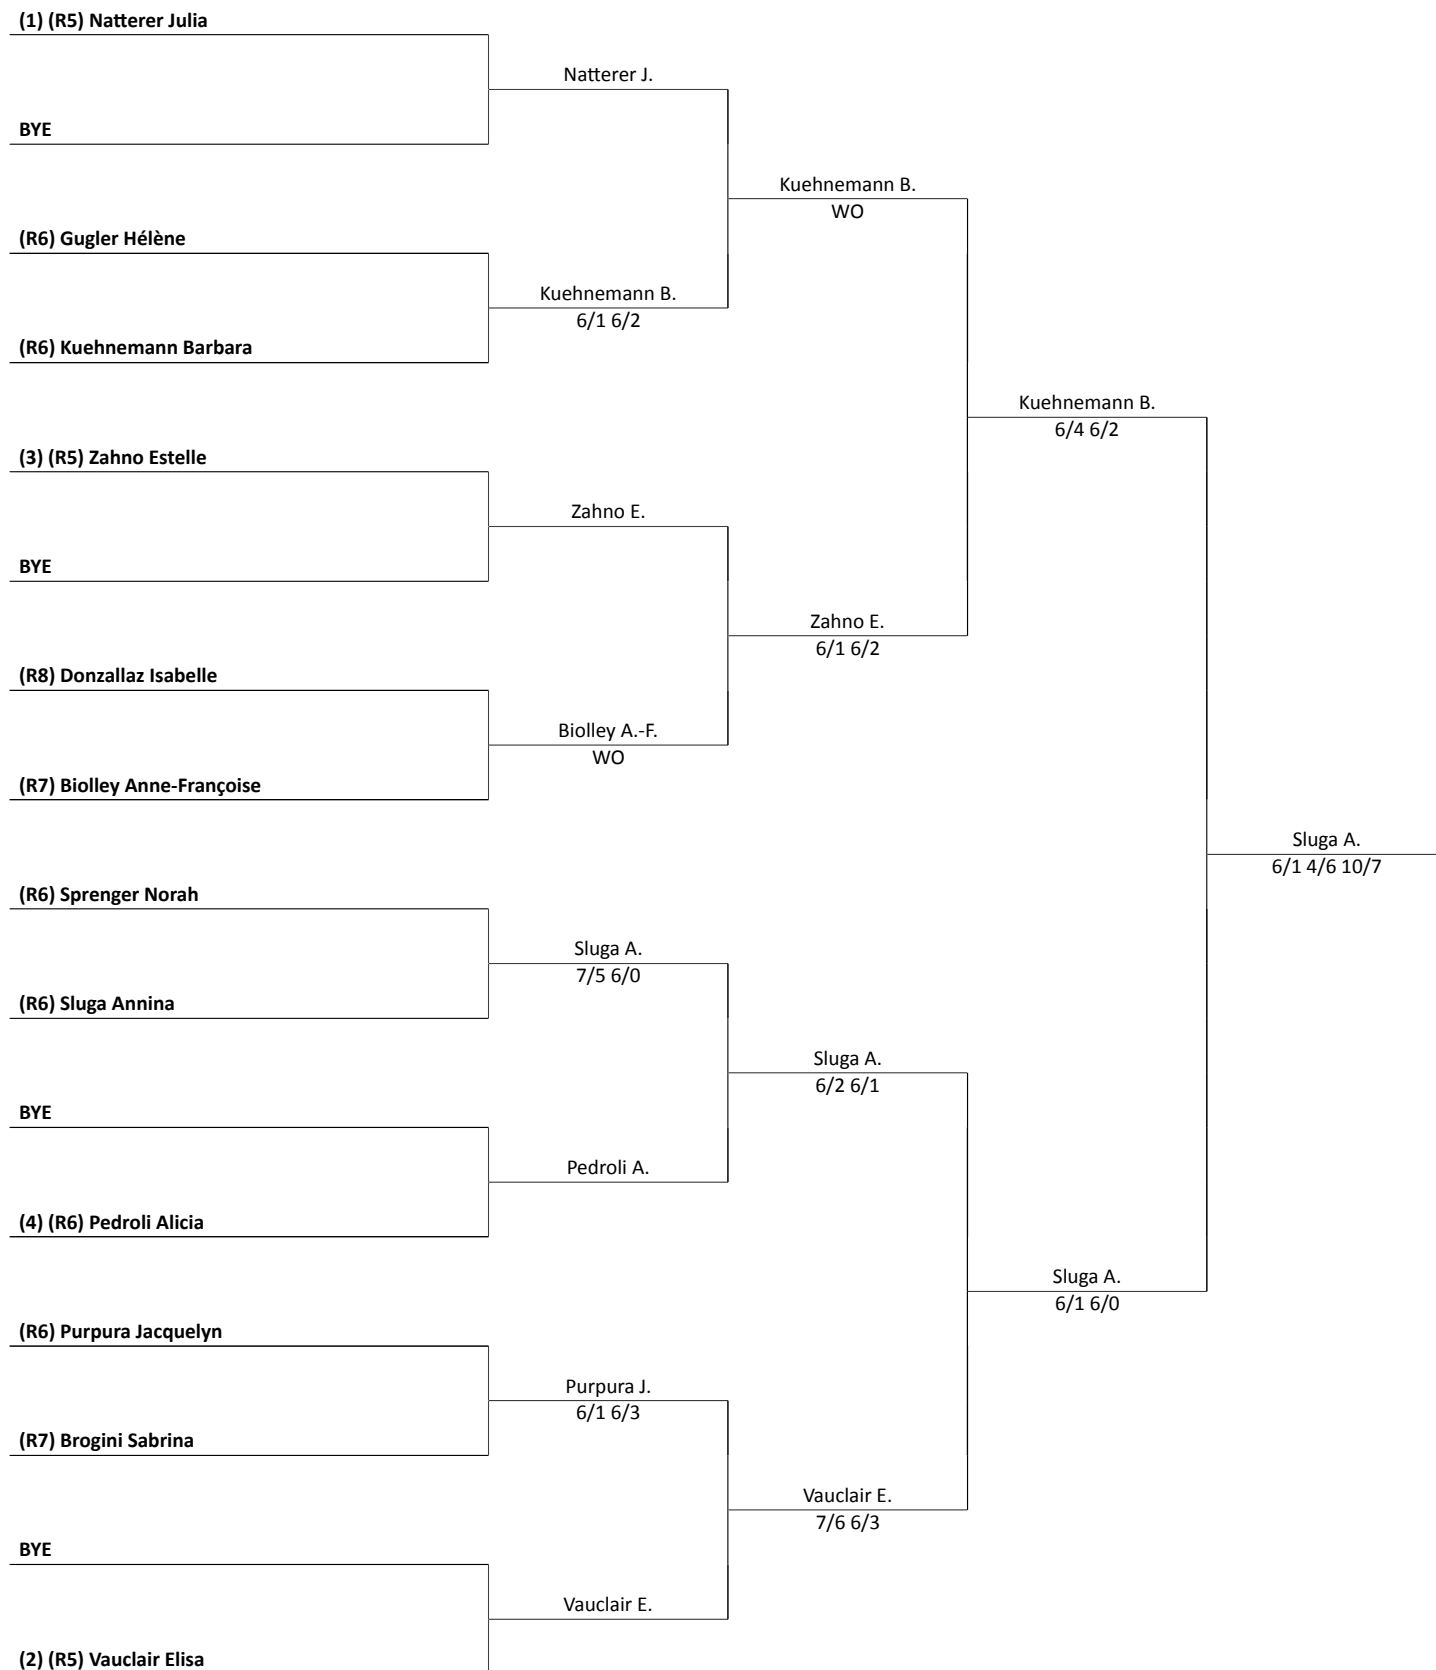 (1) (R5) Natterer Julia
Natterer J.
BYE
Kuehnemann B.
WO
(R6) Gugler Hélène
Kuehnemann B.
6/1 6/2
(R6) Kuehnemann Barbara
Kuehnemann B.
6/4 6/2
(3) (R5) Zahno Estelle
Zahno E.
BYE
Zahno E.
6/1 6/2
(R8) Donzallaz Isabelle
Biolley A.-F.
WO
(R7) Biolley Anne-Françoise
Sluga A.
6/1 4/6 10/7
(R6) Sprenger Norah
Sluga A.
7/5 6/0
(R6) Sluga Annina
Sluga A.
6/2 6/1
BYE
Pedroli A.
(4) (R6) Pedroli Alicia
Sluga A.
6/1 6/0
(R6) Purpura Jacquelyn
Purpura J.
6/1 6/3
(R7) Brogini Sabrina
Vauclair E.
7/6 6/3
BYE
Vauclair E.
(2) (R5) Vauclair Elisa